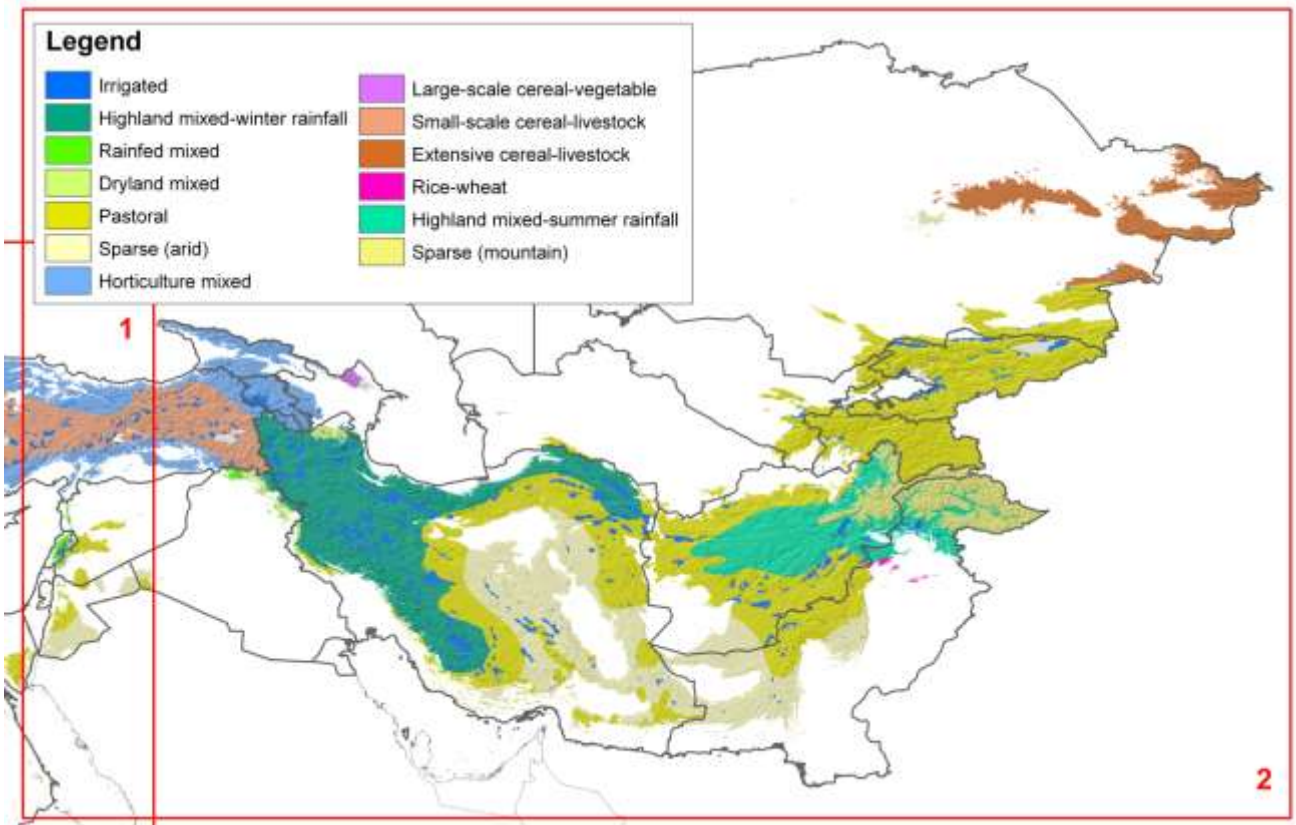 Legend
Irrigated
Highland mixed-winter rainfall
Rainfed mixed
Dryland mixed
Pastoral
Sparse (arid)
Horticulture mixed
Large-scale cereal-vegetable
Small-scale cereal-livestock
Extensive cereal-livestock
Rice-wheat
Highland mixed-summer rainfall
Sparse (mountain)
1
2